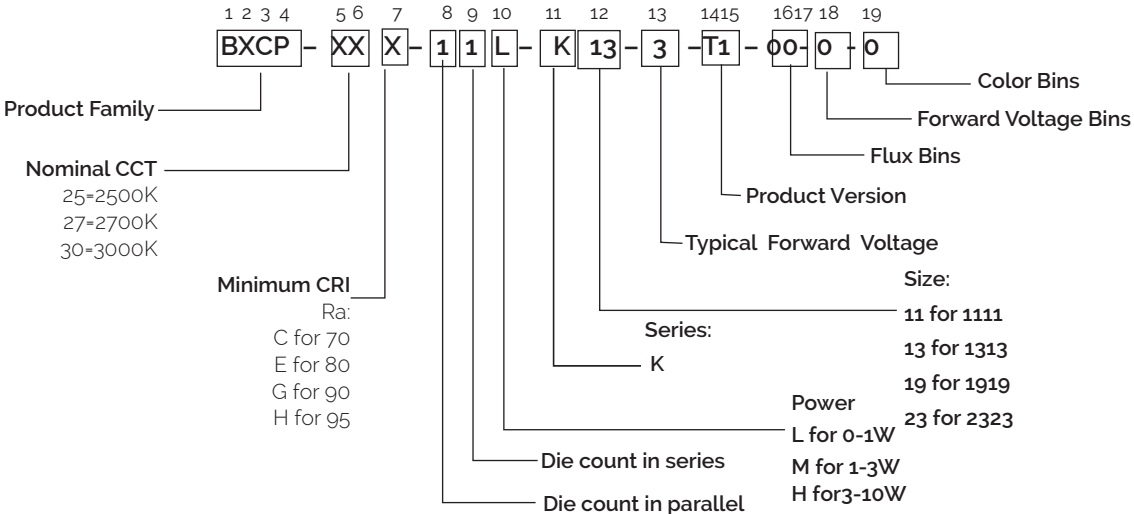 1 2 3 4 5 6 7 8 9 10 11 12 13 1415 1617 18 19
BXCP – XX X – 1 1 L – K 13 – 3 – T1 – 00- 0 - 0
Color Bins
Product Family
Forward Voltage Bins
Flux Bins
Nominal CCT
25=2500K
27=2700K
30=3000K
Product Version
Typical Forward Voltage
Minimum CRI
Ra:
C for 70
E for 80
G for 90
H for 95
Size:
11 for 1111
13 for 1313
19 for 1919
23 for 2323
Series:
K
Power
L for 0-1W
M for 1-3W
H for3-10W
Die count in series
Die count in parallel